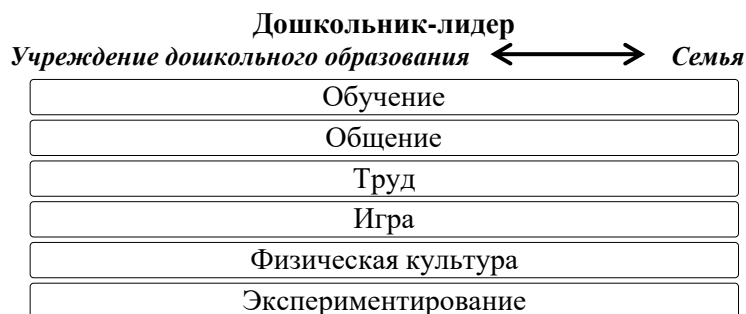 Дошкольник-лидер
Учреждение дошкольного образования Семья
Обучение
Общение
Труд
Игра
Физическая культура
Экспериментирование